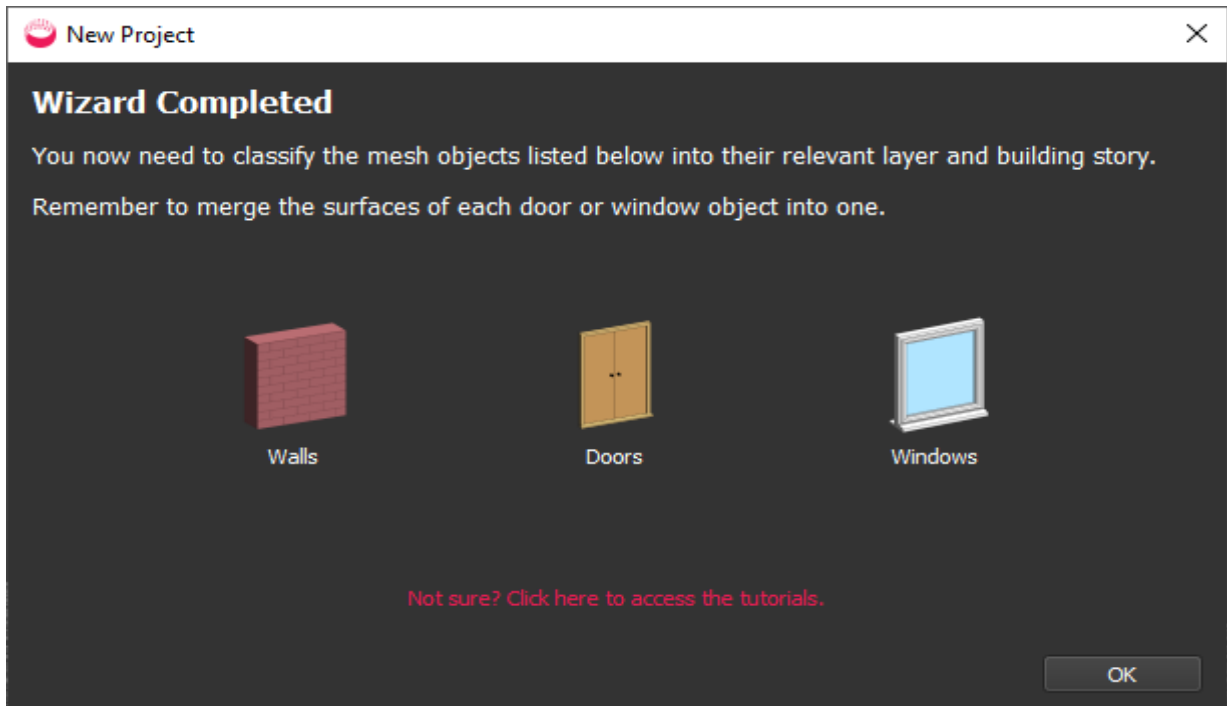 New Project
Wizard Completed
You now need to classify the mesh objects listed below into their relevant layer and building story.
Remember to merge the surfaces of each door or window object into one.
Walls
Doors
Windows
Not sure? Click here to access the tutorials.
OK